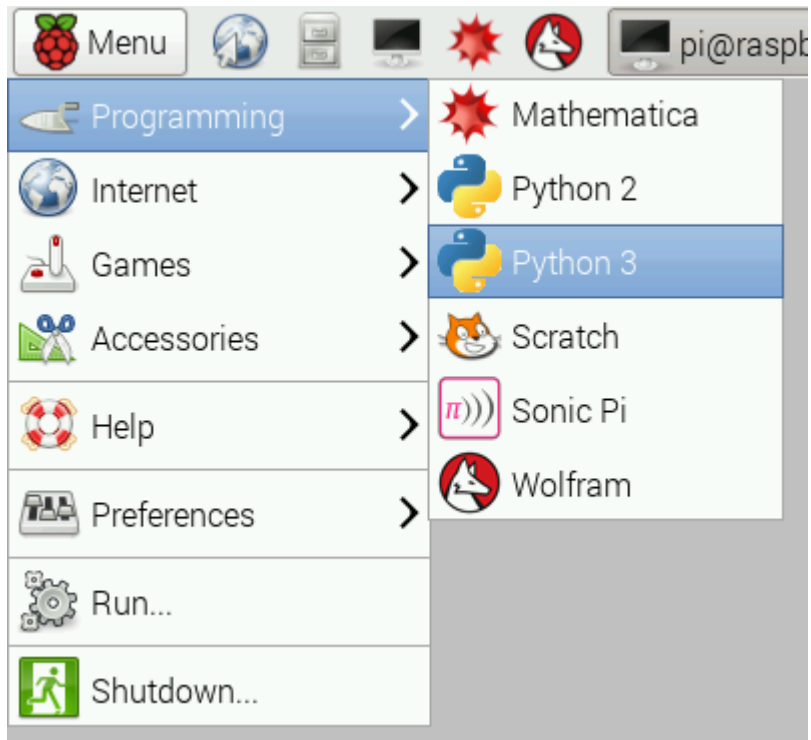 Menu
pi@raspb
Programming
Internet
Games
Accessories
Help
Preferences
Run...
Shutdown...
Mathematica
Python 2
Python 3
Scratch
π)))
Sonic Pi
Wolfram